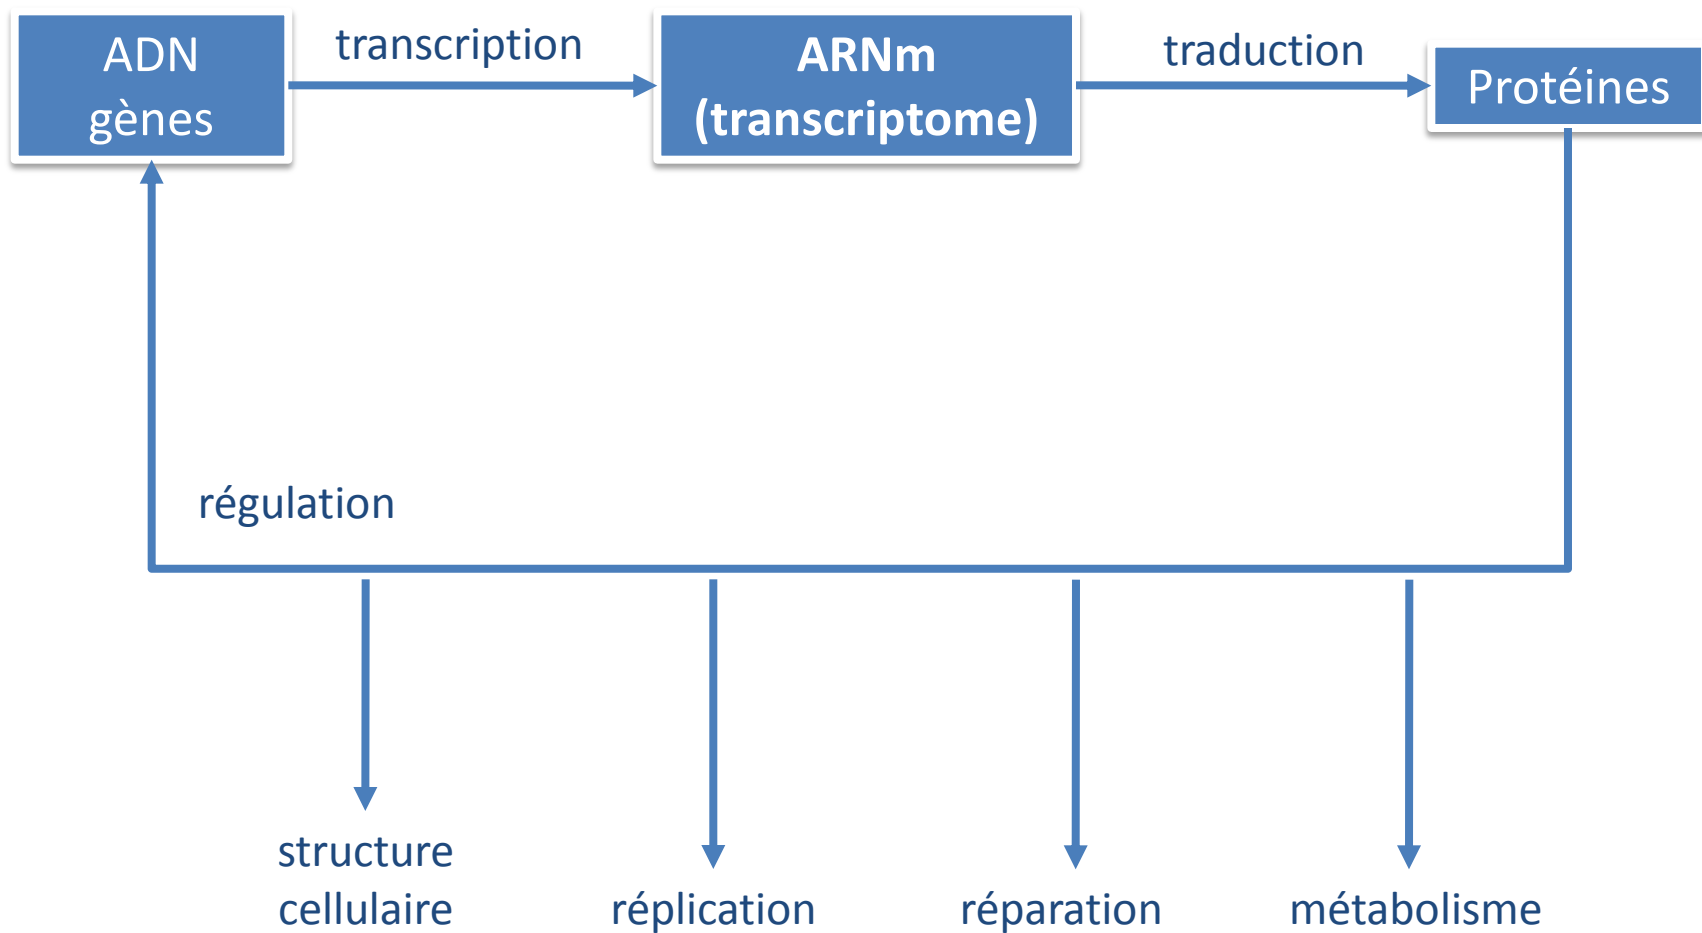 ADN
gènes
transcription
ARNm
(transcriptome)
traduction
Protéines
régulation
structure
cellulaire
réplication
réparation
métabolisme